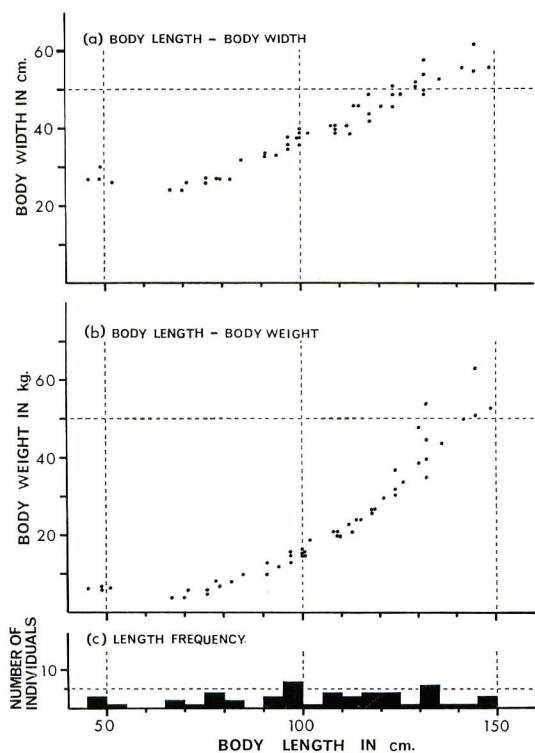 (a) BODY LENGTH – BODY WIDTH
BODY WIDTH IN cm.
60
40
20
(b) BODY LENGTH – BODY WEIGHT
BODY WEIGHT IN kg.
60
40
20
(c) LENGTH FREQUENCY
NUMBER OF
INDIVIDUALS
10
50
100
150
BODY LENGTH IN cm.